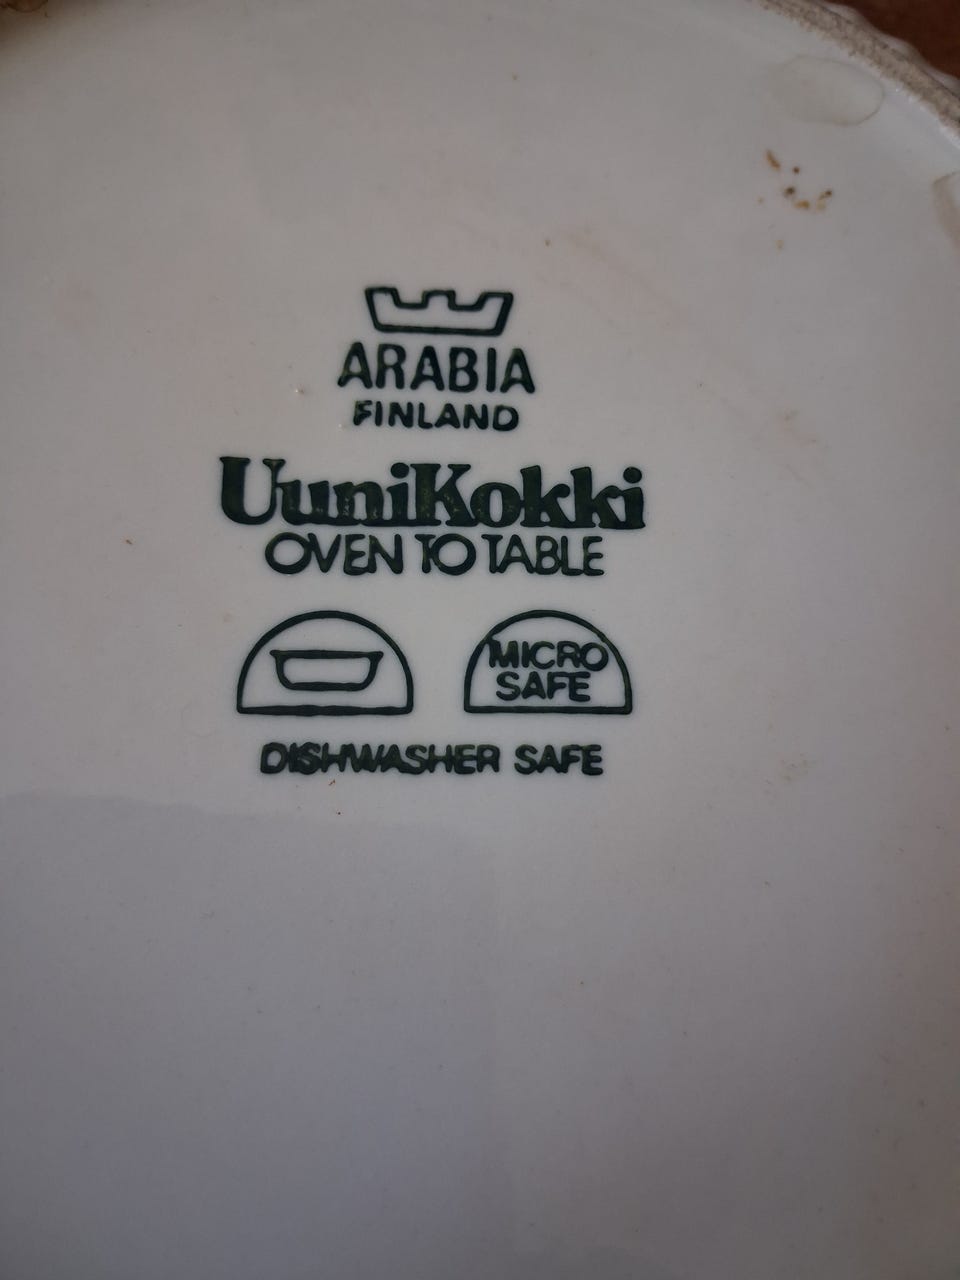 ARABIA
FINLAND
UuniKokki
OVEN TO TABLE
MICRO
SAFE
DISHWASHER SAFE